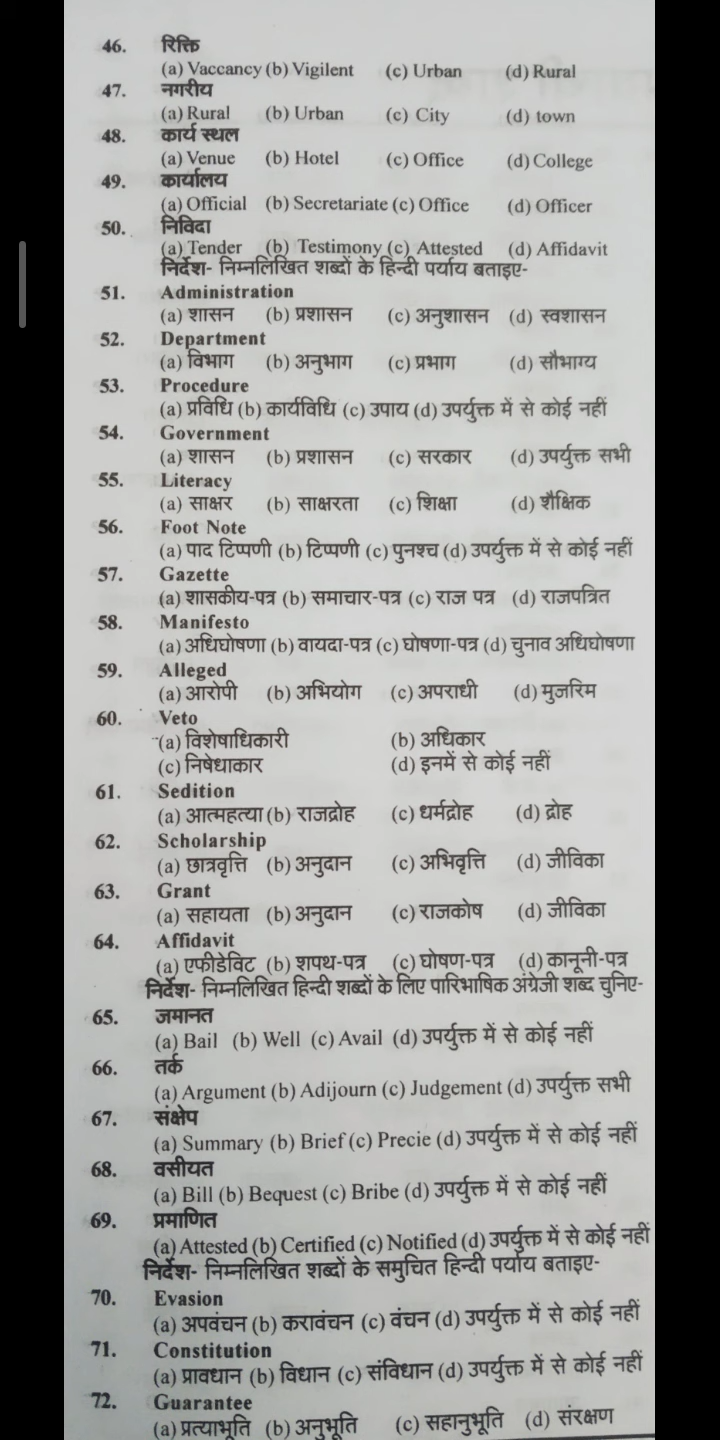 46. रिक्ति
(a) Vaccancy (b) Vigilent (c) Urban (d) Rural
47. नगरीय
(a) Rural (b) Urban (c) City (d) town
48. कार्य स्थल
(a) Venue (b) Hotel (c) Office (d) College
49. कार्यालय
(a) Official (b) Secretariate (c) Office (d) Officer
50. निविदा
(a) Tender (b) Testimony (c) Attested (d) Affidavit
निर्देश- निम्नलिखित शब्दों के हिन्दी पर्याय बताइए-
51. Administration
(a) शासन (b) प्रशासन (c) अनुशासन (d) स्वशासन
52. Department
(a) विभाग (b) अनुभाग (c) प्रभाग (d) सौभाग्य
53. Procedure
(a) प्रविधि (b) कार्यविधि (c) उपाय (d) उपर्युक्त में से कोई नहीं
54. Government
(a) शासन (b) प्रशासन (c) सरकार (d) उपर्युक्त सभी
55. Literacy
(a) साक्षर (b) साक्षरता (c) शिक्षा (d) शैक्षिक
56. Foot Note
(a) पाद टिप्पणी (b) टिप्पणी (c) पुनश्च (d) उपर्युक्त में से कोई नहीं
57. Gazette
(a) शासकीय-पत्र (b) समाचार-पत्र (c) राज पत्र (d) राजपत्रित
58. Manifesto
(a) अधिघोषणा (b) वायदा-पत्र (c) घोषणा-पत्र (d) चुनाव अधिघोषणा
59. Alleged
(a) आरोपी (b) अभियोग (c) अपराधी (d) मुजरिम
60. Veto
(a) विशेषाधिकारी (b) अधिकार
(c) निषेधाकार (d) इनमें से कोई नहीं
61. Sedition
(a) आत्महत्या (b) राजद्रोह (c) धर्मद्रोह (d) द्रोह
62. Scholarship
(a) छात्रवृत्ति (b) अनुदान (c) अभिवृत्ति (d) जीविका
63. Grant
(a) सहायता (b) अनुदान (c) राजकोष (d) जीविका
64. Affidavit
(a) एफीडेविट (b) शपथ-पत्र (c) घोषण-पत्र (d) कानूनी-पत्र
निर्देश- निम्नलिखित हिन्दी शब्दों के लिए पारिभाषिक अंग्रेजी शब्द चुनिए-
65. जमानत
(a) Bail (b) Well (c) Avail (d) उपर्युक्त में से कोई नहीं
66. तर्क
(a) Argument (b) Adijourn (c) Judgement (d) उपर्युक्त सभी
67. संक्षेप
(a) Summary (b) Brief (c) Precie (d) उपर्युक्त में से कोई नहीं
68. वसीयत
(a) Bill (b) Bequest (c) Bribe (d) उपर्युक्त में से कोई नहीं
69. प्रमाणित
(a) Attested (b) Certified (c) Notified (d) उपर्युक्त में से कोई नहीं
निर्देश- निम्नलिखित शब्दों के समुचित हिन्दी पर्याय बताइए-
70. Evasion
(a) अपवंचन (b) करावंचन (c) वंचन (d) उपर्युक्त में से कोई नहीं
71. Constitution
(a) प्रावधान (b) विधान (c) संविधान (d) उपर्युक्त में से कोई नहीं
72. Guarantee
(a) प्रत्याभूति (b) अनुभूति (c) सहानुभूति (d) संरक्षण